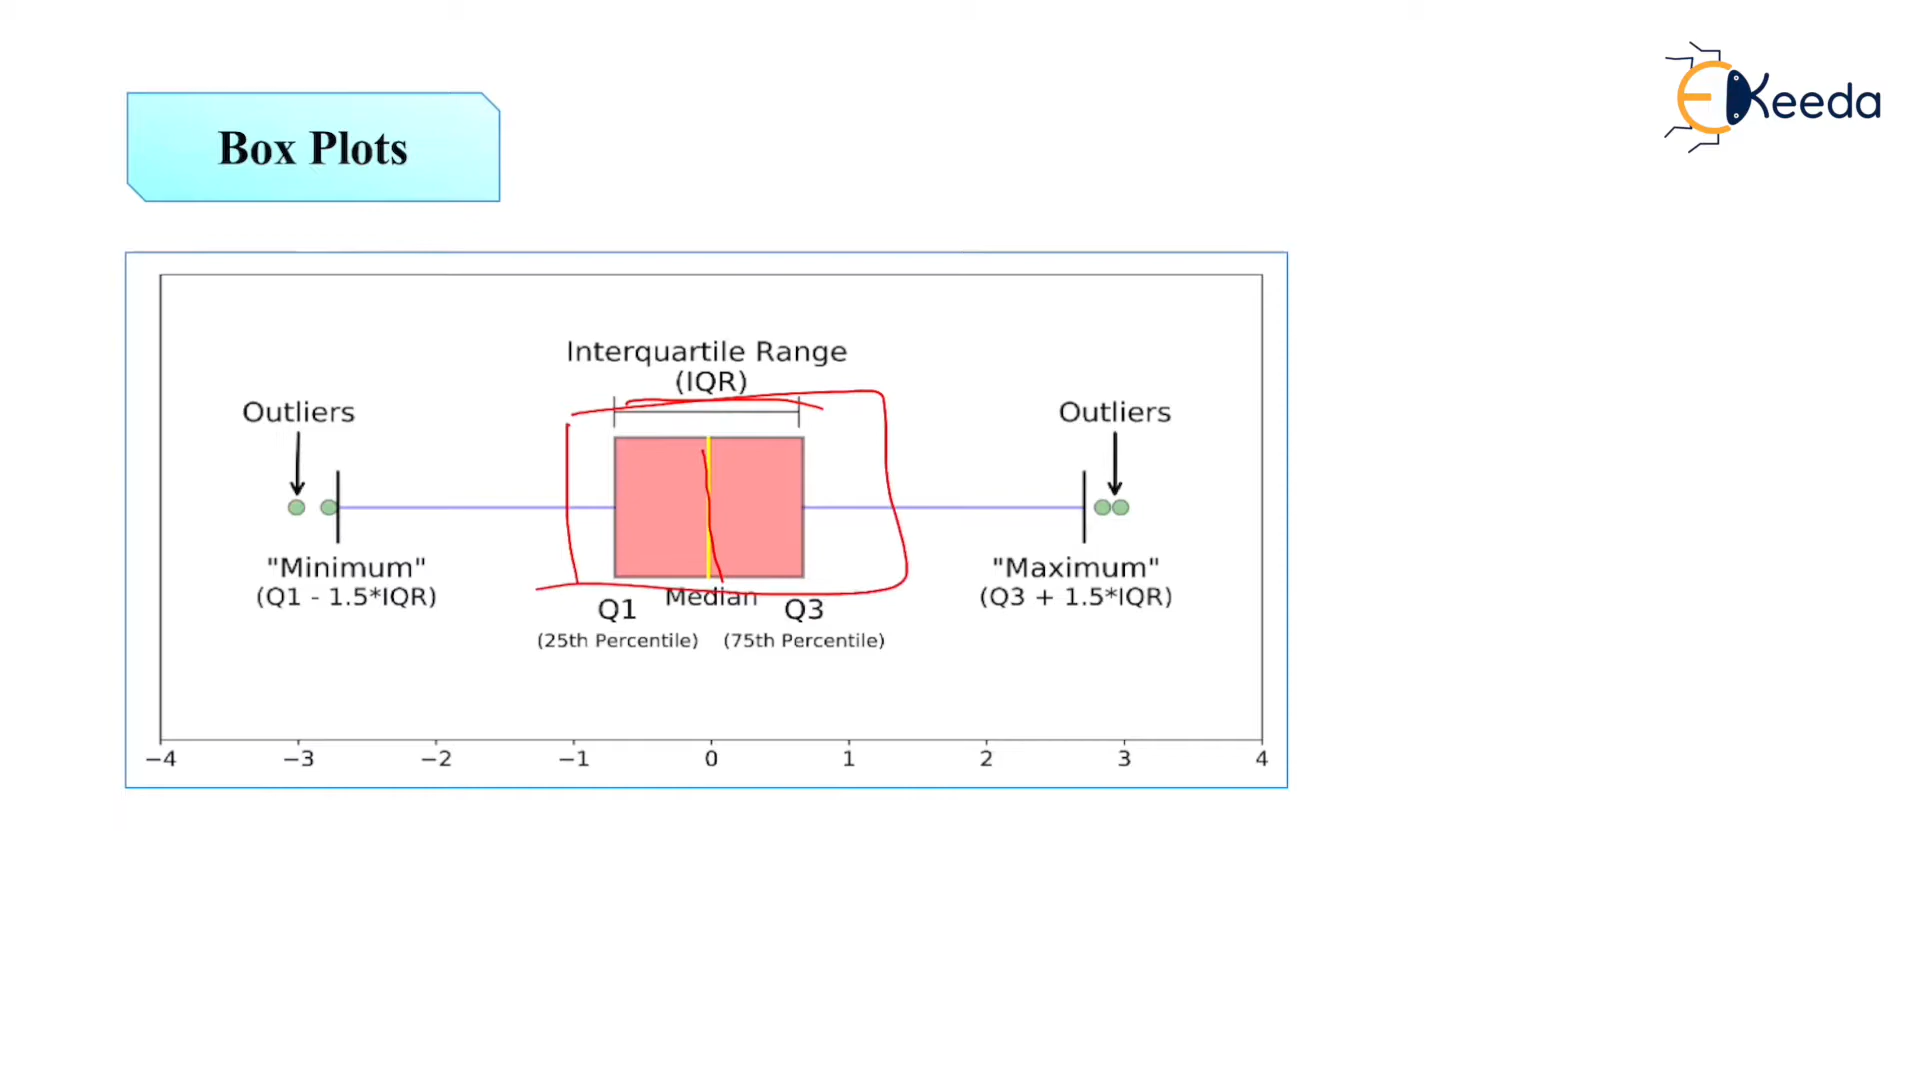 EKeeda
Box Plots
Interquartile Range
(IQR)
Outliers
Outliers
"Minimum"
(Q1 - 1.5*IQR)
"Maximum"
(Q3 + 1.5*IQR)
Median
Q1
Q3
(25th Percentile)
(75th Percentile)
−4 −3 −2 −1 0 1 2 3 4